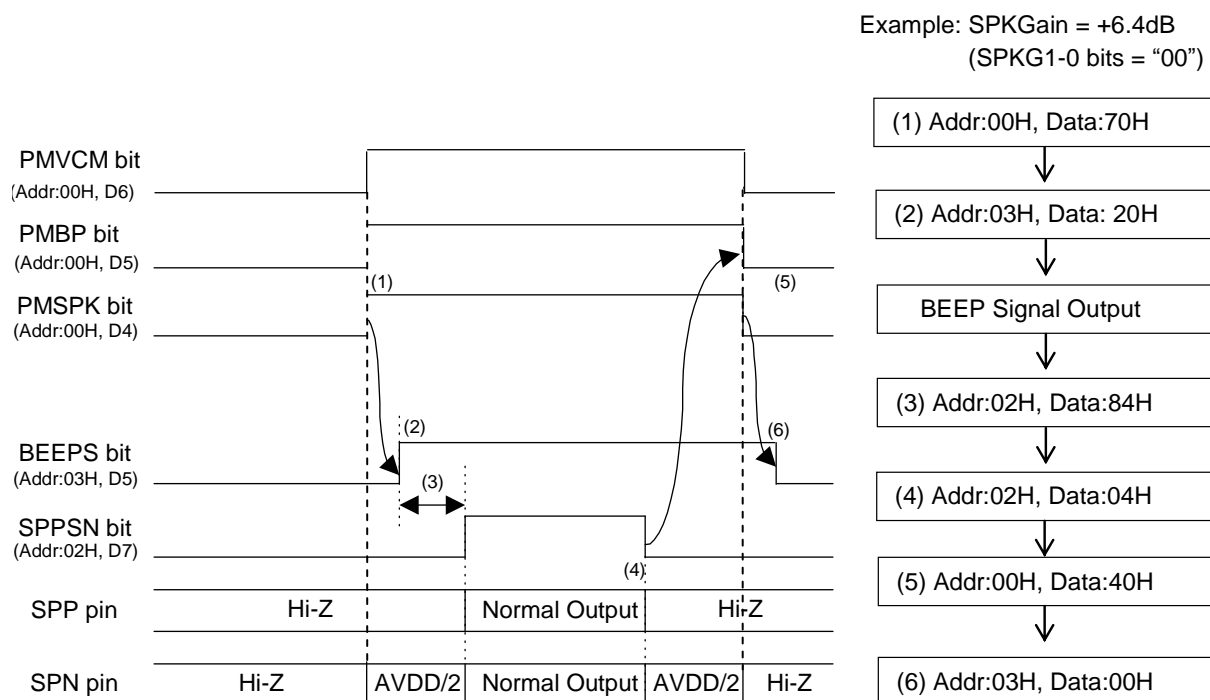 Example: SPKGain = +6.4dB
(SPKG1-0 bits = “00”)
(1) Addr:00H, Data:70H
PMVCM bit
(Addr:00H, D6)
(2) Addr:03H, Data: 20H
PMBP bit
(Addr:00H, D5)
(1)
(5)
PMSPK bit
(Addr:00H, D4)
BEEP Signal Output
(3) Addr:02H, Data:84H
(2)
(6)
BEEPS bit
(Addr:03H, D5)
(3)
(4) Addr:02H, Data:04H
SPPSN bit
(Addr:02H, D7)
(4)
(5) Addr:00H, Data:40H
SPP pin
Hi-Z
Normal Output
Hi-Z
SPN pin
Hi-Z
AVDD/2
Normal Output
AVDD/2
Hi-Z
(6) Addr:03H, Data:00H